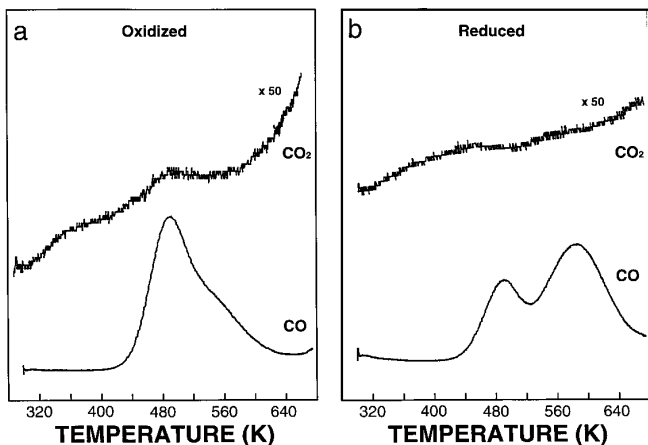 a
Oxidized
x 50
CO₂
CO
320 400 480 560 640
TEMPERATURE (K)
b
Reduced
x 50
CO₂
CO
320 400 480 560 640
TEMPERATURE (K)